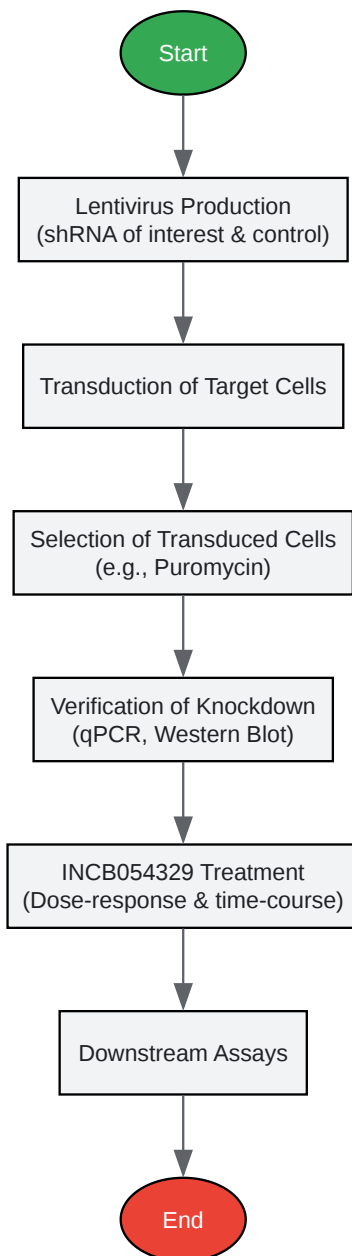 Start
Lentivirus Production
(shRNA of interest & control)
Transduction of Target Cells
Selection of Transduced Cells
(e.g., Puromycin)
Verification of Knockdown
(qPCR, Western Blot)
INCB054329 Treatment
(Dose-response & time-course)
Downstream Assays
End